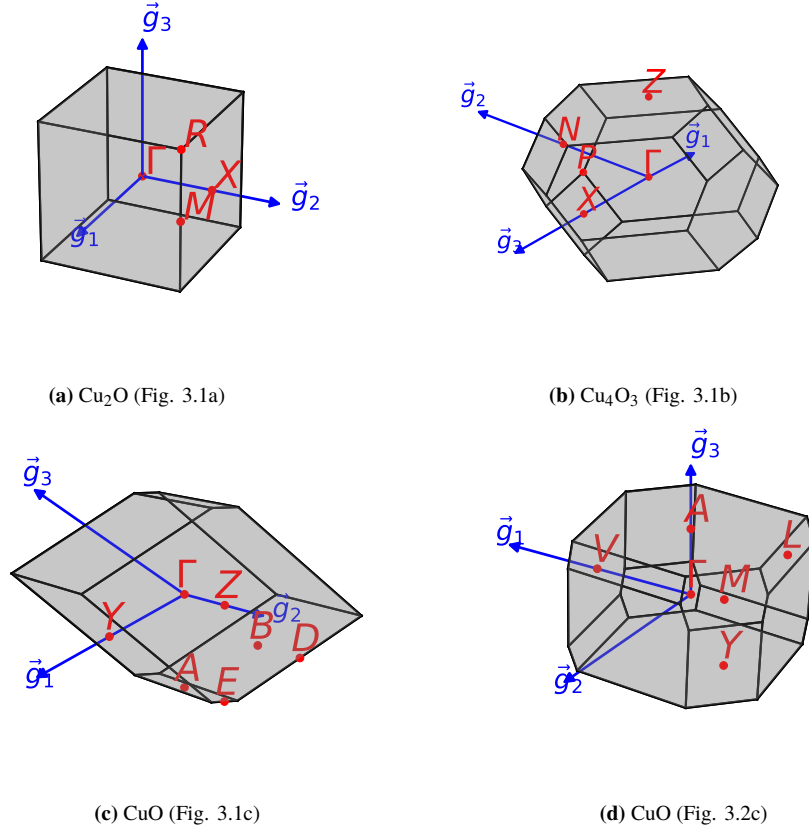 g⃗3
R
Γ
X
M
g⃗1
g⃗2
(a) Cu₂O (Fig. 3.1a)
Z
g⃗2
N
g⃗1
P
Γ
X
g⃗3
(b) Cu₄O₃ (Fig. 3.1b)
g⃗3
Γ
Z
g⃗2
Y
B
D
g⃗1
A
E
(c) CuO (Fig. 3.1c)
g⃗3
A
g⃗1
V
L
Γ
M
Y
g⃗2
(d) CuO (Fig. 3.2c)